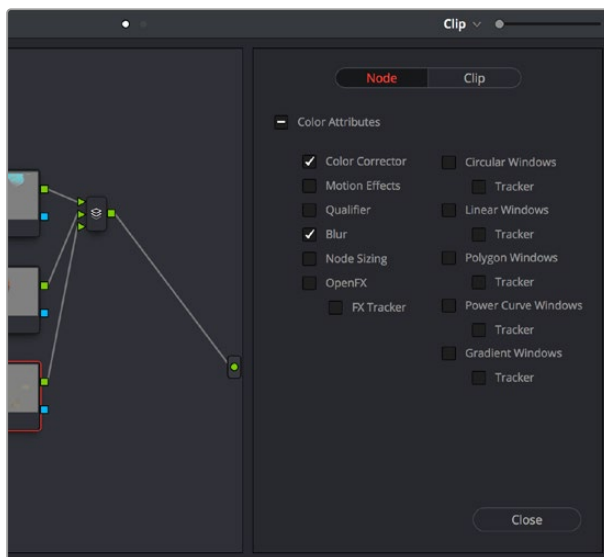 Clip
Node Clip
Color Attributes
Color Corrector
Motion Effects
Qualifier
Blur
Node Sizing
OpenFX
FX Tracker
Circular Windows
Tracker
Linear Windows
Tracker
Polygon Windows
Tracker
Power Curve Windows
Tracker
Gradient Windows
Tracker
Close